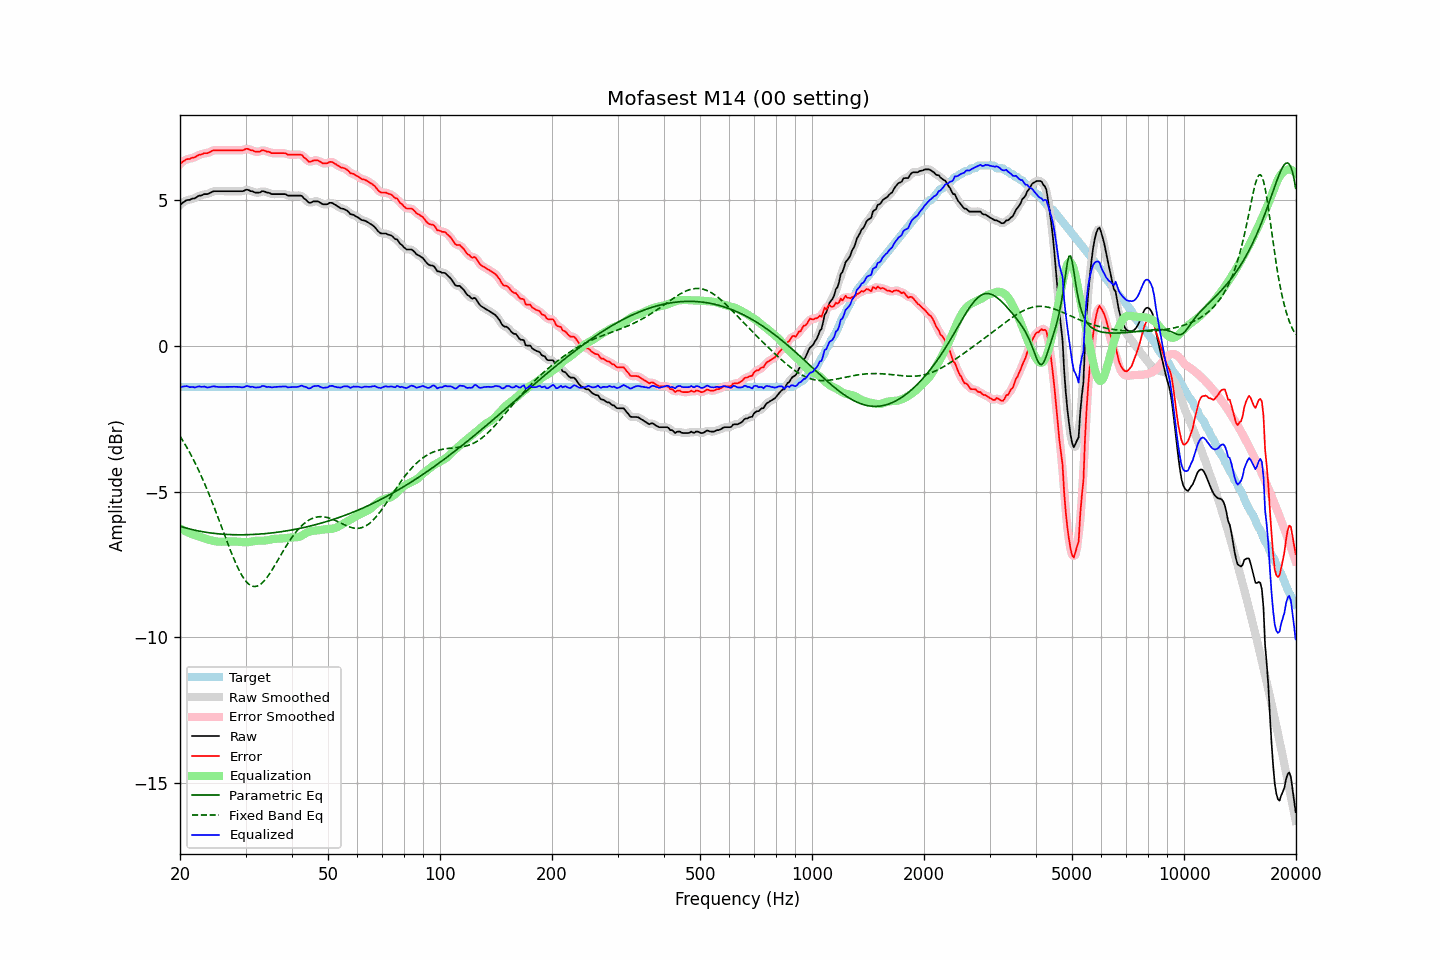 Mofasest M14 (00 setting)
Amplitude (dBr)
5
0
−5
−10
−15
Target
Raw Smoothed
Error Smoothed
Raw
Error
Equalization
Parametric Eq
Fixed Band Eq
Equalized
20 50 100 200 500 1000 2000 5000 10000 20000
Frequency (Hz)